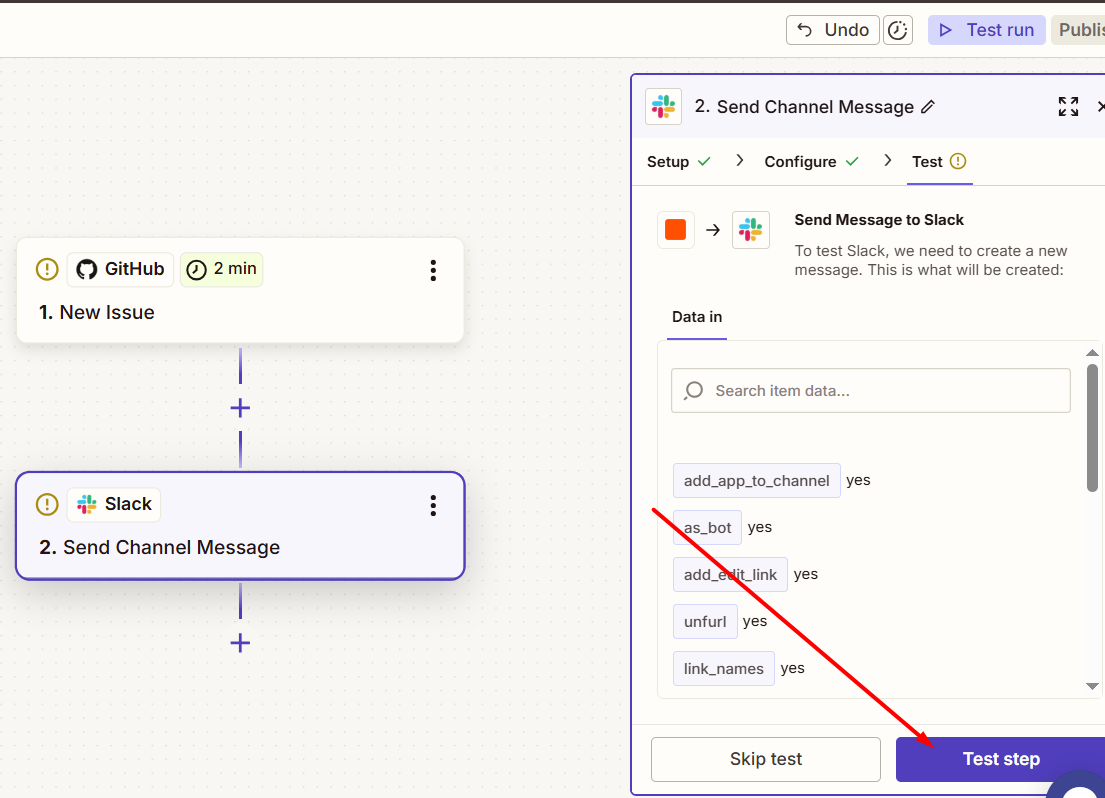 Undo
Test run
Publis
2. Send Channel Message
Setup
Configure
Test
Send Message to Slack
To test Slack, we need to create a new
message. This is what will be created:
Data in
Search item data...
add_app_to_channel yes
as_bot yes
add_edit_link yes
unfurl yes
link_names yes
Skip test
Test step
GitHub
2 min
1. New Issue
Slack
2. Send Channel Message